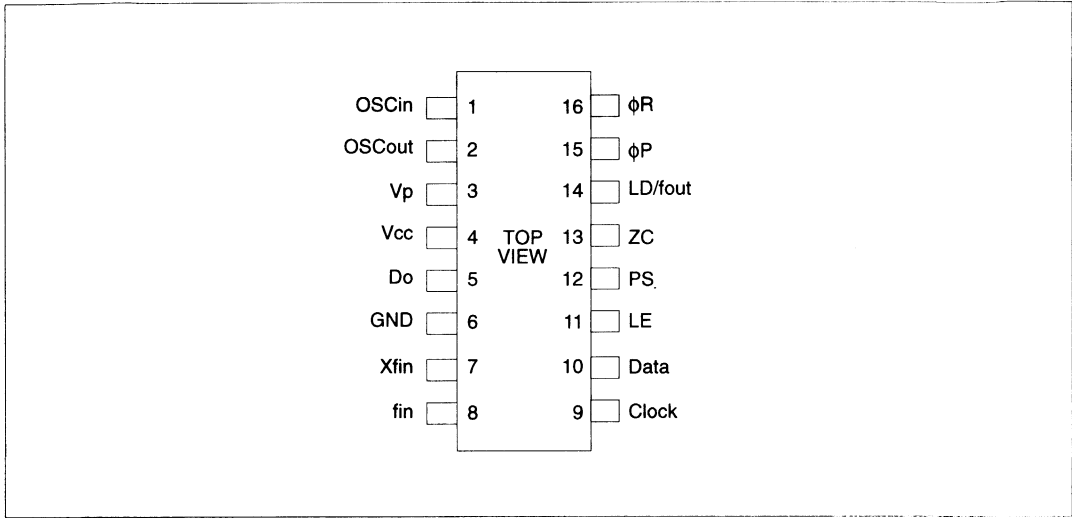 OSCin 1 16 ϕR
OSCout 2 15 ϕP
Vp 3 14 LD/fout
Vcc 4 TOP VIEW 13 ZC
Do 5 12 PS
GND 6 11 LE
Xfin 7 10 Data
fin 8 9 Clock